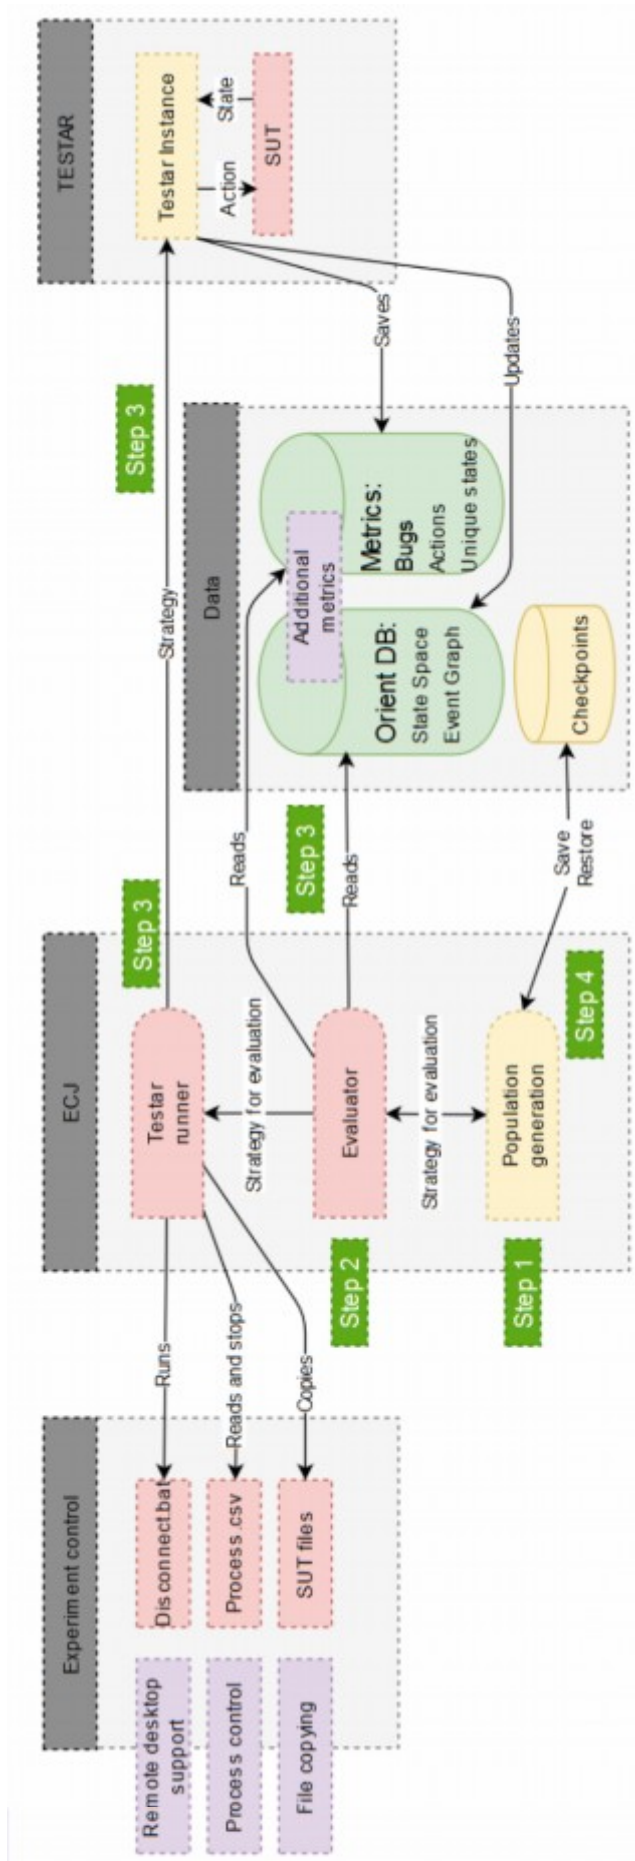 Experiment control
ECJ
Data
TESTAR
Remote desktop
support
Disconnect.bat
Runs
Process control
Process.csv
Reads and stops
File copying
SUT files
Copies
Testar
runner
Step 3
Strategy
Step 3
Testar Instance
Action
State
SUT
Strategy for evaluation
Reads
Additional
metrics
Step 2
Evaluator
Step 3
Reads
Orient DB:
State Space
Event Graph
Metrics:
Bugs
Actions
Unique states
Saves
Updates
Strategy for evaluation
Step 1
Population
generation
Step 4
Save
Restore
Checkpoints